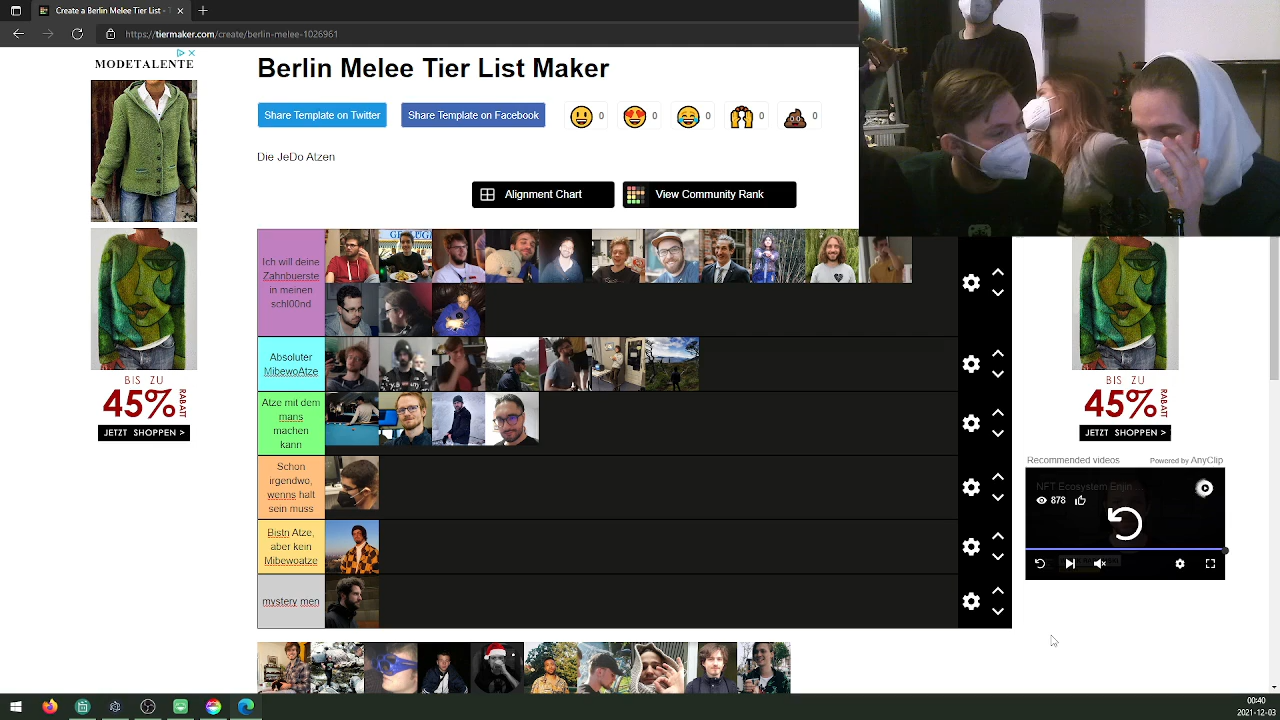 Create a Berlin Melee Tier List - T
https://tiermaker.com/create/berlin-melee-1026961
MODETALENTE
BIS ZU
45% RABATT
JETZT SHOPPEN >
Berlin Melee Tier List Maker
Share Template on Twitter
Share Template on Facebook
0
0
0
0
0
Die JeDo Atzen
Alignment Chart
View Community Rank
Ich will deine
Zahnbuerste
in meinen
schl00nd
Absoluter
MibewoAtze
Atze mit dem
mans
machen
kann
Schon
irgendwo,
wenns halt
sein muss
Bistn Atze,
aber kein
Mibewoatze
mystery men
BIS ZU
45% RABATT
JETZT SHOPPEN >
Recommended videos
Powered by AnyClip
NFT Ecosystem Enjin
878
00:40
2021-12-03